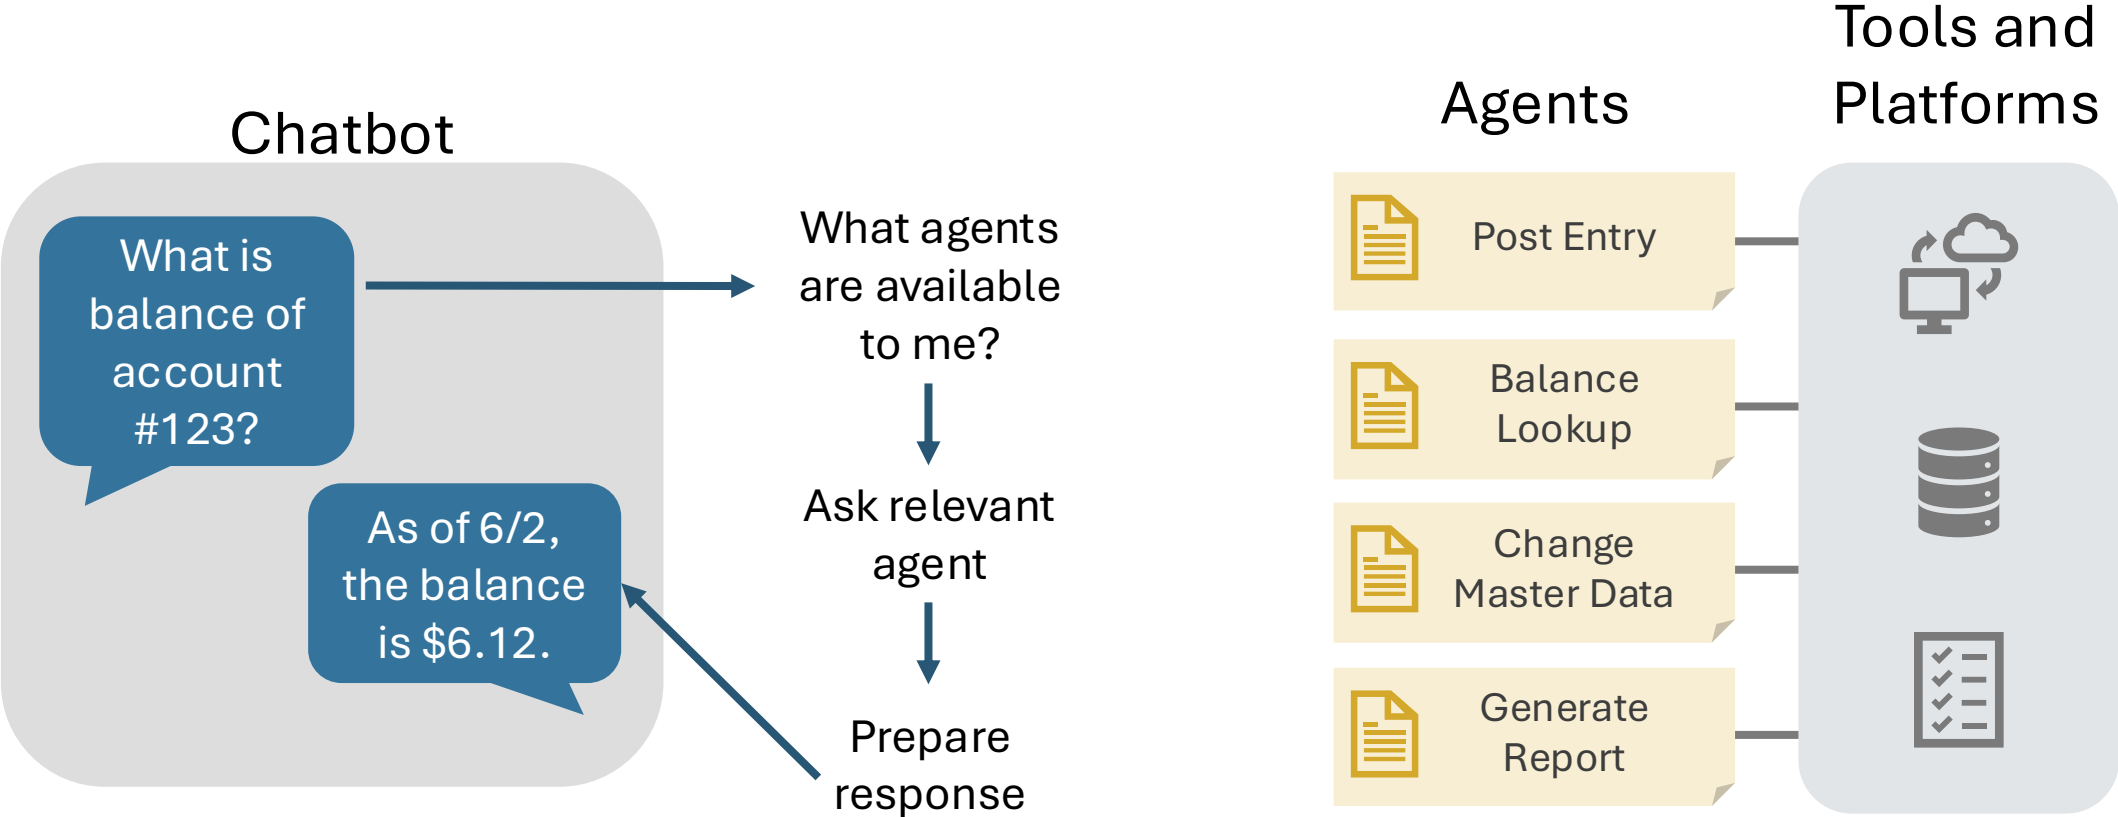 Chatbot
What is
balance of
account
#123?
As of 6/2,
the balance
is $6.12.
What agents
are available
to me?
Ask relevant
agent
Prepare
response
Agents
Post Entry
Balance
Lookup
Change
Master Data
Generate
Report
Tools and
Platforms